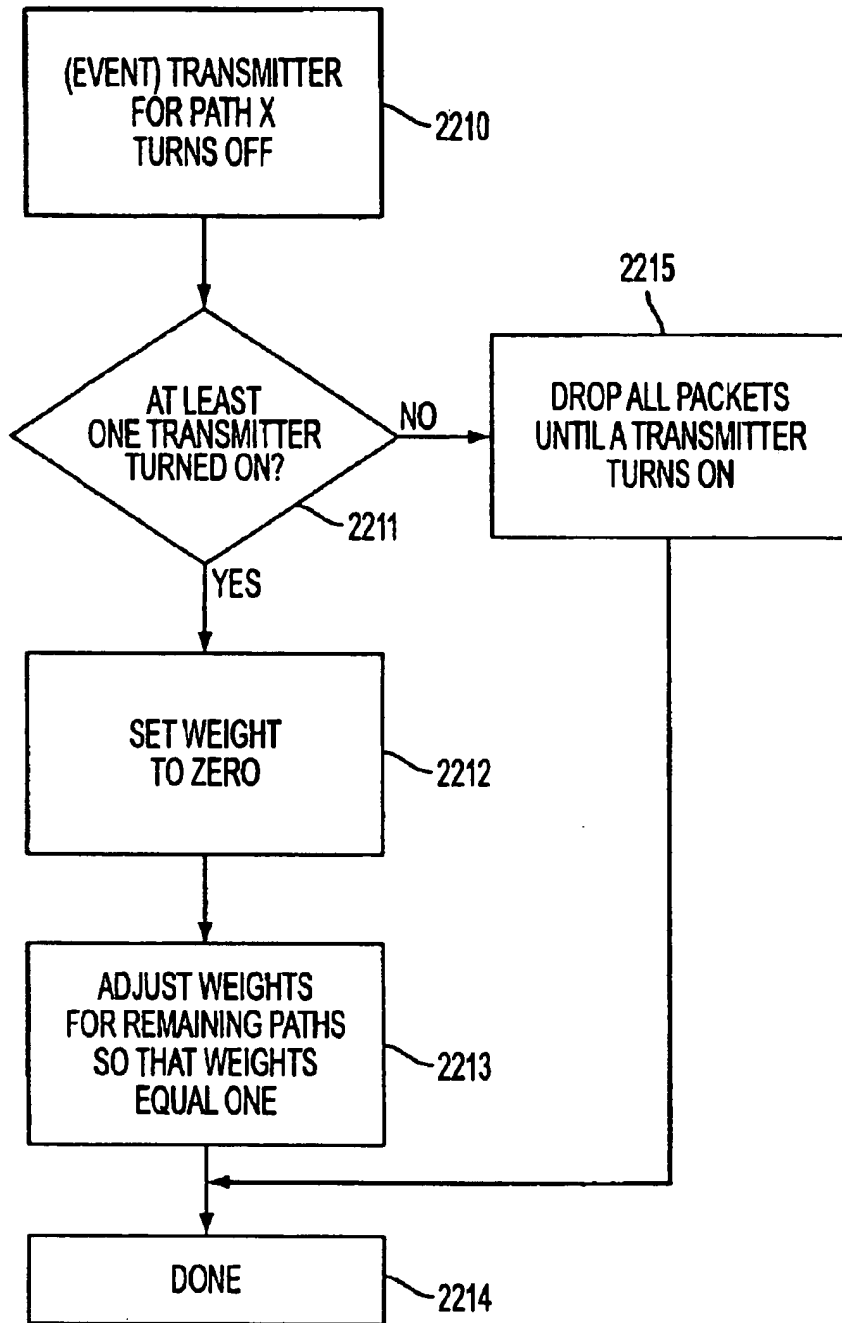 (EVENT) TRANSMITTER
FOR PATH X
TURNS OFF
2210
AT LEAST
ONE TRANSMITTER
TURNED ON?
2211
NO
2215
DROP ALL PACKETS
UNTIL A TRANSMITTER
TURNS ON
YES
SET WEIGHT
TO ZERO
2212
ADJUST WEIGHTS
FOR REMAINING PATHS
SO THAT WEIGHTS
EQUAL ONE
2213
DONE
2214